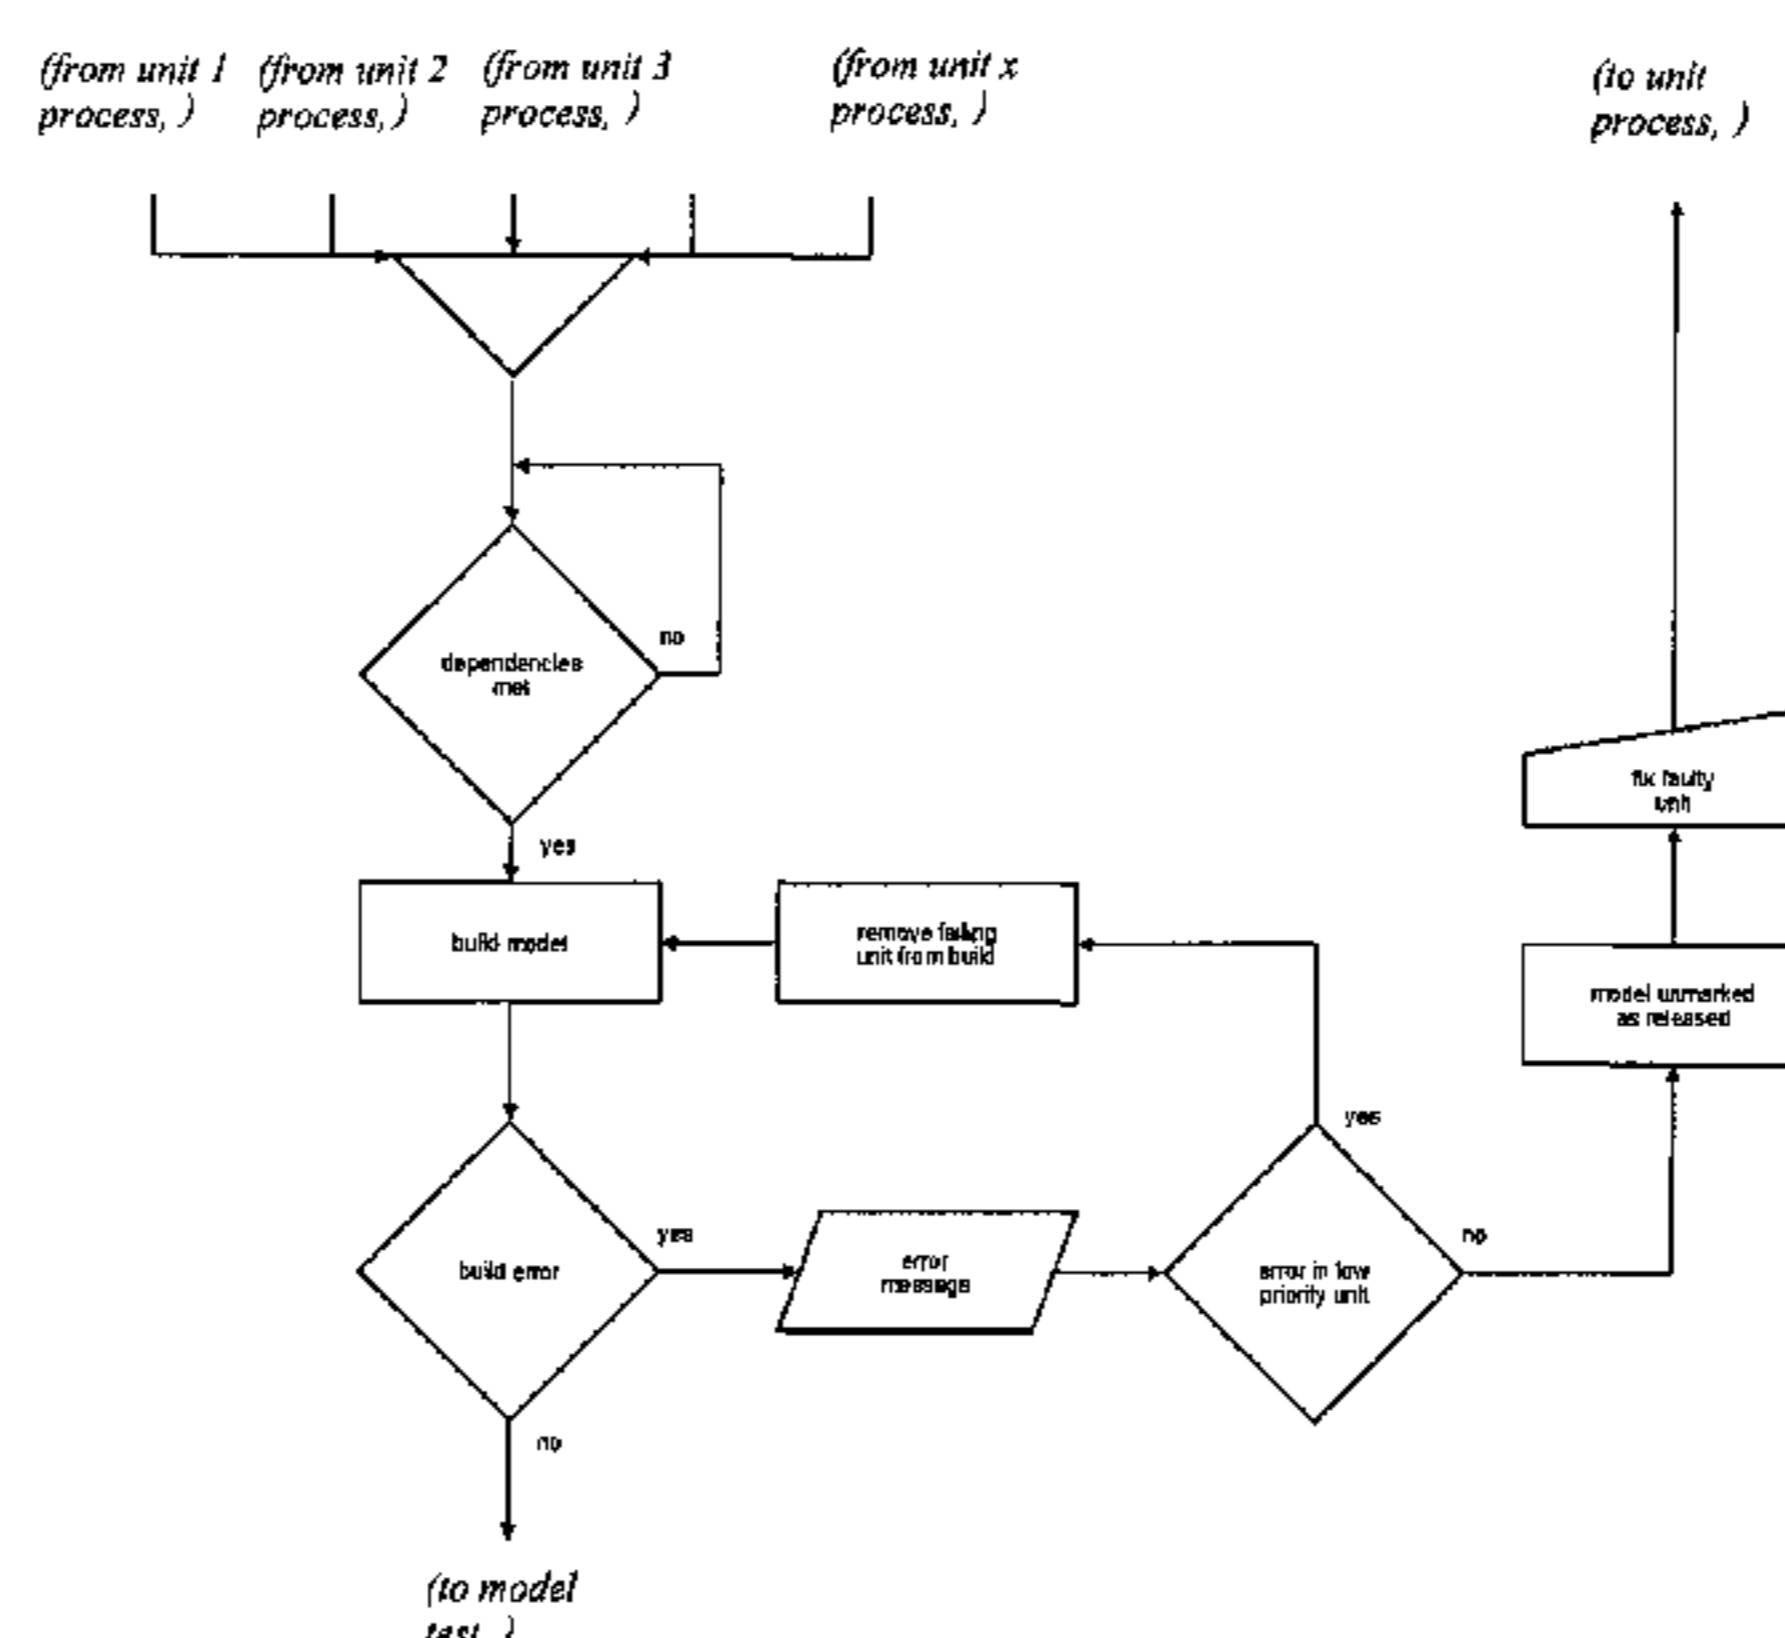 (from unit 1
process, )
(from unit 2
process,)
(from unit 3
process, )
(from unit x
process, )
(to unit
process, )
no
dependencies
met
yes
fix faulty
unit
build model
remove failing
unit from build
model unmarked
as released
yes
yes
no
build error
error
message
error in low
priority unit
no
(to model
test, )